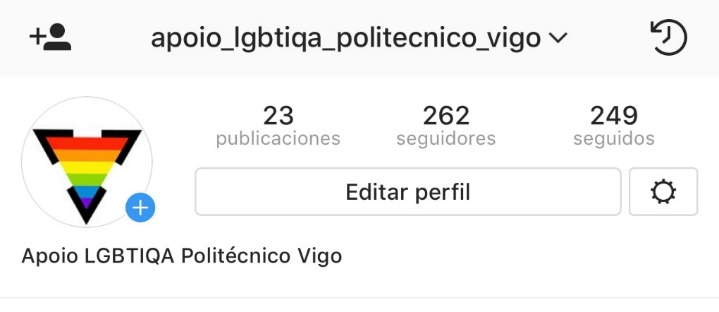 apoio_lgbtiqa_politecnico_vigo
23 262 249
publicaciones seguidores seguidos
Editar perfil
Apoio LGBTIQA Politécnico Vigo